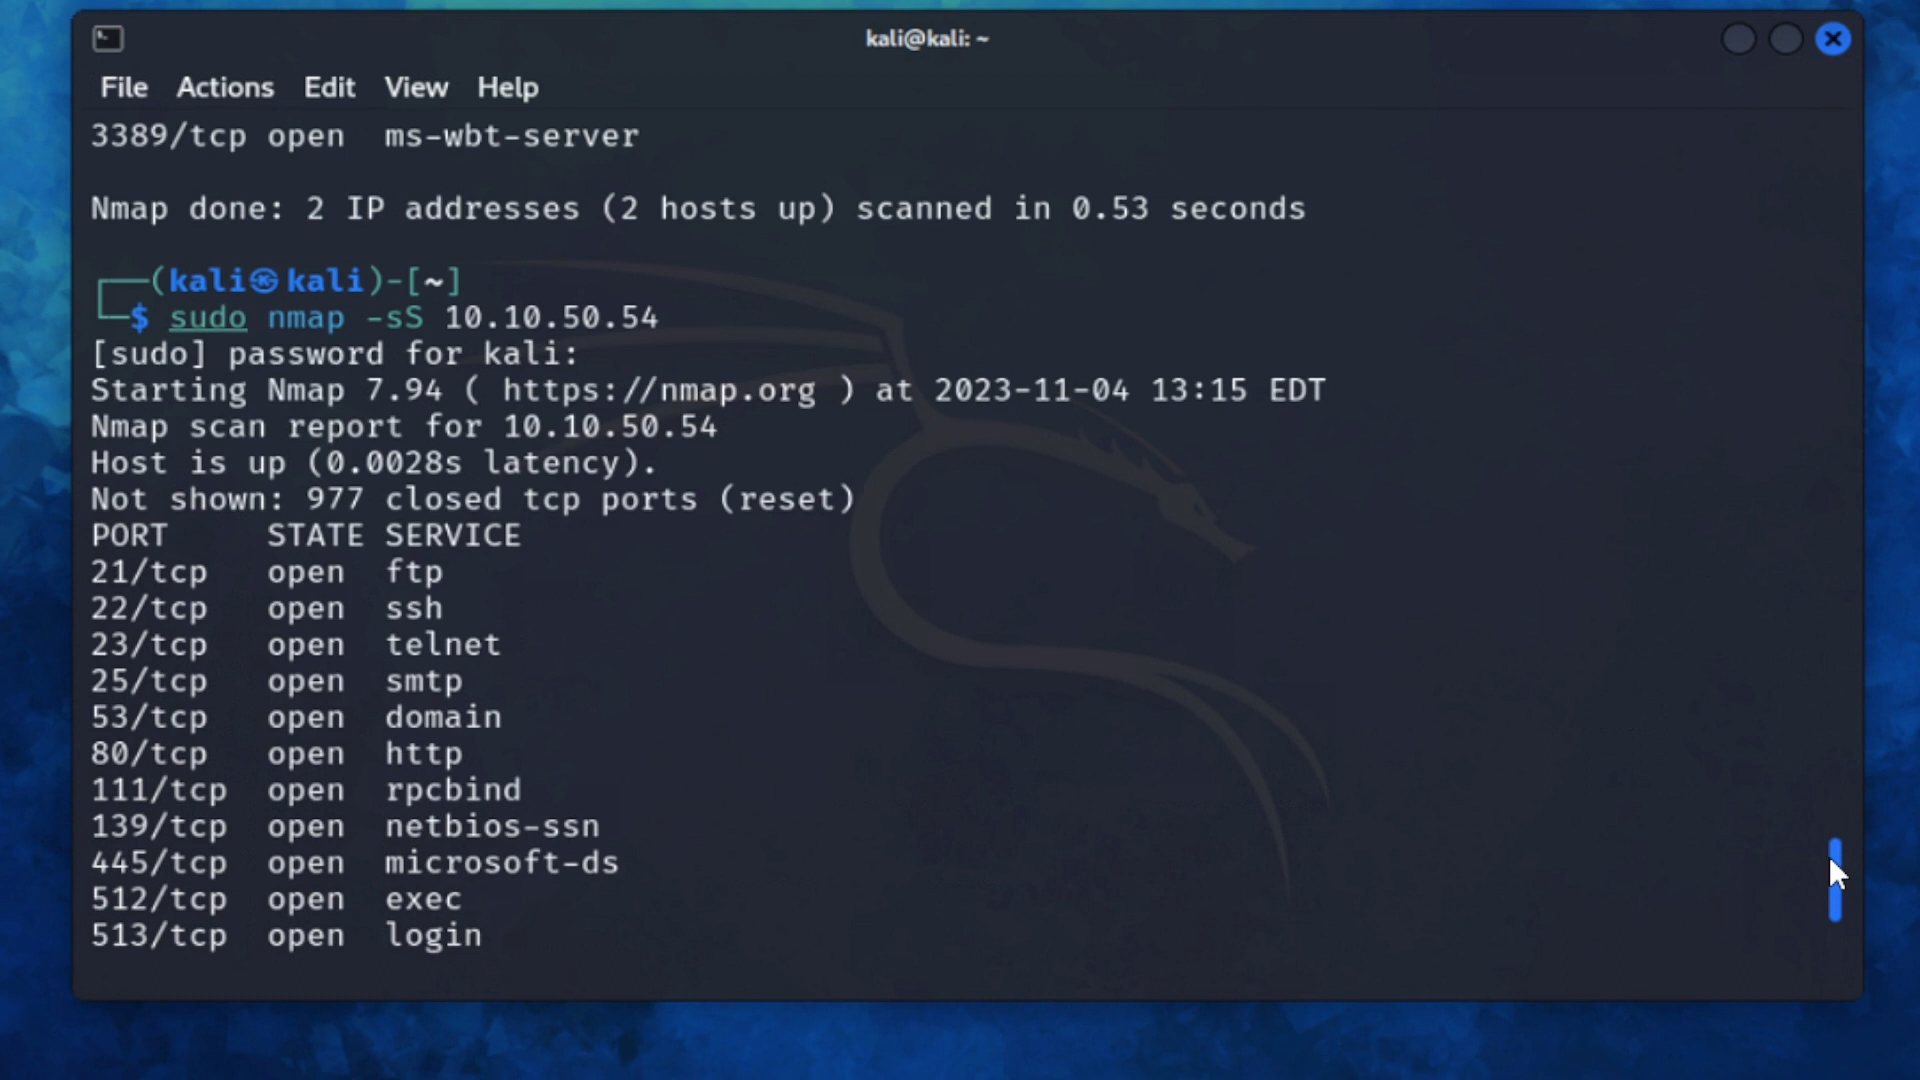 kali@kali: ~
File Actions Edit View Help
3389/tcp open  ms-wbt-server
Nmap done: 2 IP addresses (2 hosts up) scanned in 0.53 seconds
┌──(kali㉿kali)-[~]
└─$ sudo nmap -sS 10.10.50.54
[sudo] password for kali:
Starting Nmap 7.94 ( https://nmap.org ) at 2023-11-04 13:15 EDT
Nmap scan report for 10.10.50.54
Host is up (0.0028s latency).
Not shown: 977 closed tcp ports (reset)
PORT     STATE SERVICE
21/tcp   open  ftp
22/tcp   open  ssh
23/tcp   open  telnet
25/tcp   open  smtp
53/tcp   open  domain
80/tcp   open  http
111/tcp  open  rpcbind
139/tcp  open  netbios-ssn
445/tcp  open  microsoft-ds
512/tcp  open  exec
513/tcp  open  login